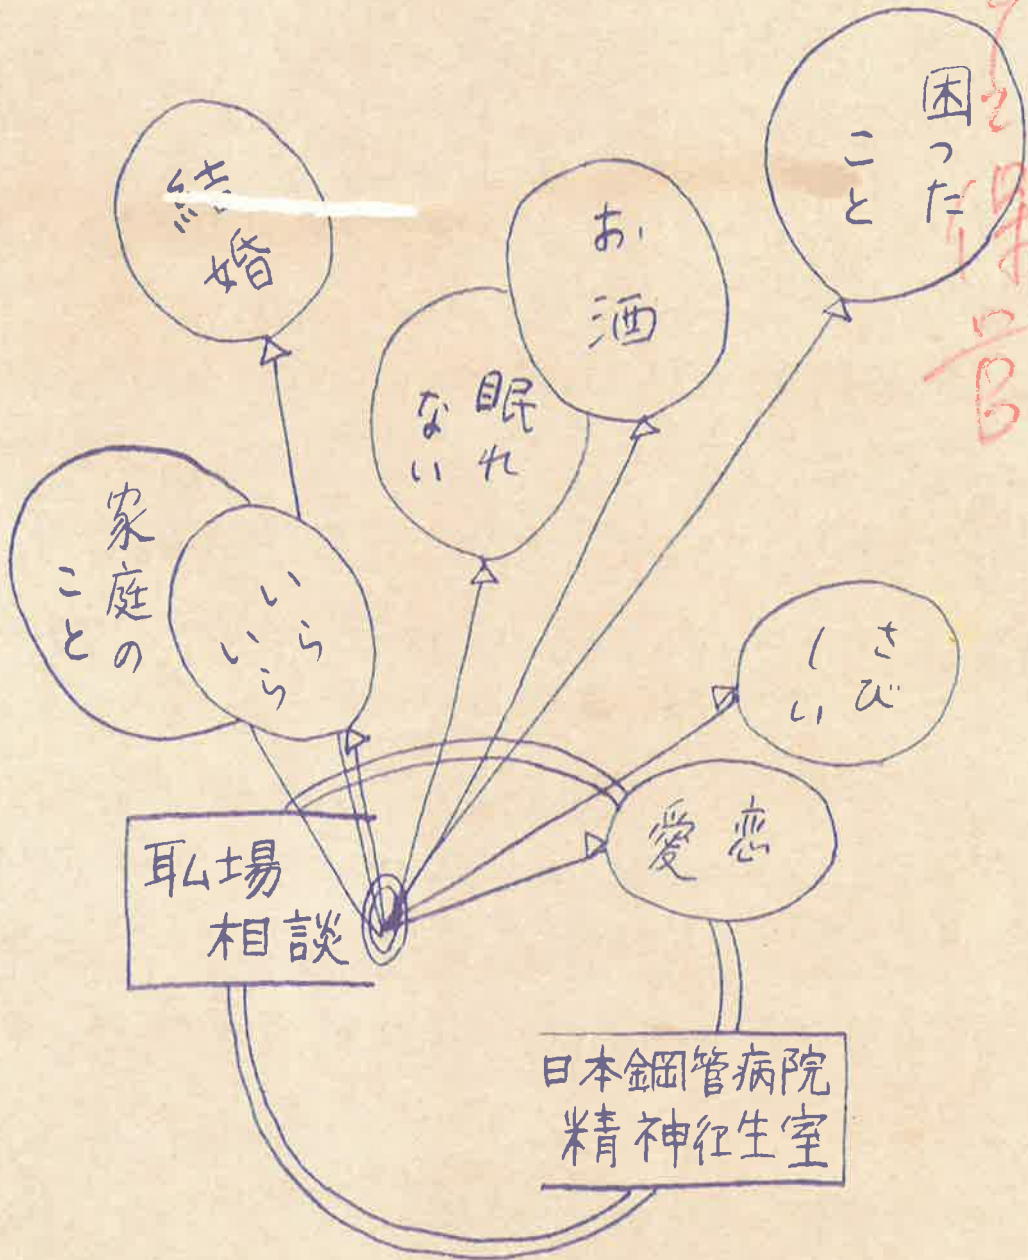 困った
こと
お酒
結婚
眠れ
ない
家庭の
こと
いら
いら
さび
しい
恋
愛
職場
相談
日本鋼管病院
精神衛生室